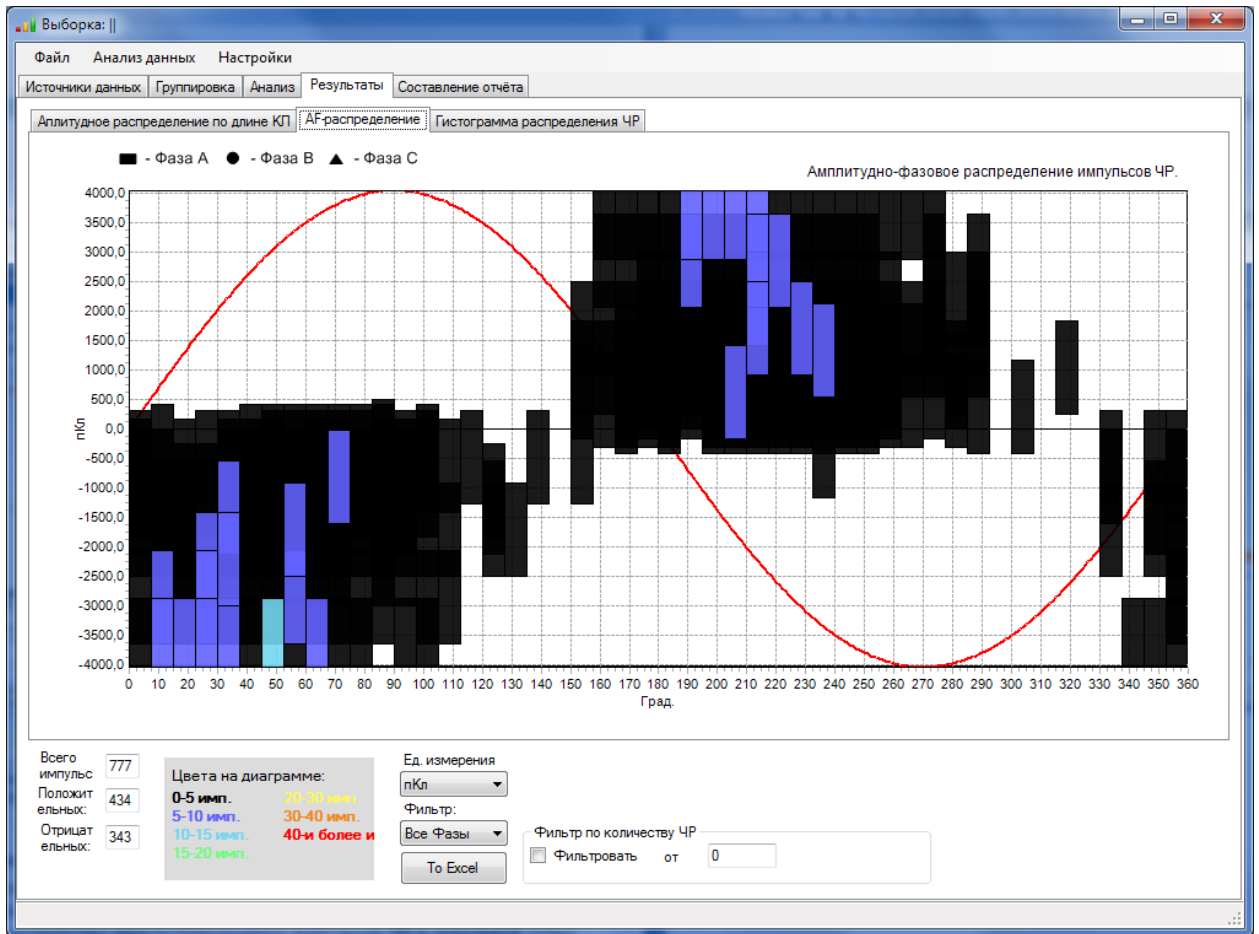 Выборка: ||
Файл Анализ данных Настройки
Источники данных Группировка Анализ Результаты Составление отчёта
Аплитудное распределение по длине КЛ AF-распределение Гистограмма распределения ЧР
- Фаза A - Фаза B - Фаза C
Амплитудно-фазовое распределение импульсов ЧР.
4000,0
3500,0
3000,0
2500,0
2000,0
1500,0
1000,0
500,0
0,0
-500,0
-1000,0
-1500,0
-2000,0
-2500,0
-3000,0
-3500,0
-4000,0
пКл
0 10 20 30 40 50 60 70 80 90 100 110 120 130 140 150 160 170 180 190 200 210 220 230 240 250 260 270 280 290 300 310 320 330 340 350 360
Град.
Всего
импульс
777
Положит
ельных:
434
Отрицат
ельных:
343
Цвета на диаграмме:
0-5 имп. 20-30 имп.
5-10 имп. 30-40 имп.
10-15 имп. 40-и более и
15-20 имп.
Ед. измерения
пКл
Фильтр:
Все Фазы
To Excel
Фильтр по количеству ЧР
Фильтровать от 0